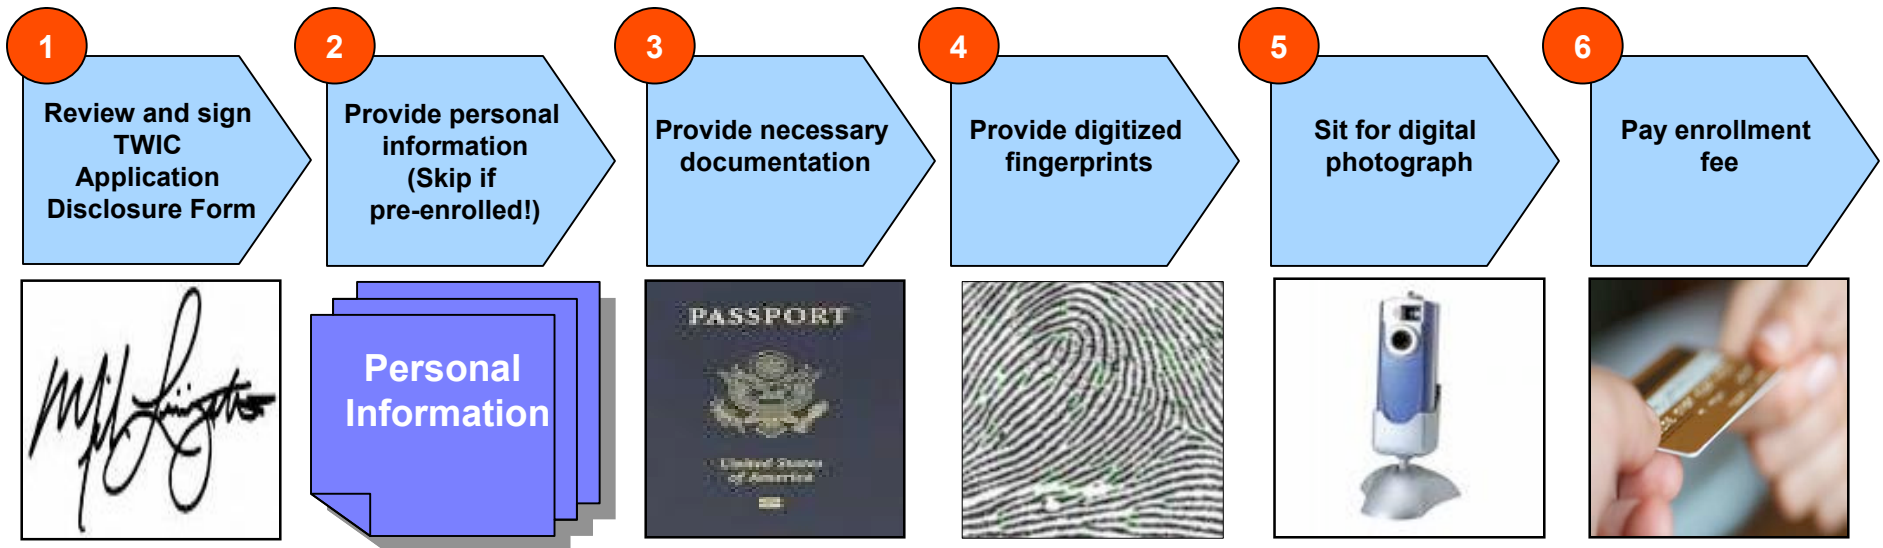 1
Review and sign
TWIC
Application
Disclosure Form
2
Provide personal
information
(Skip if
pre-enrolled!)
3
Provide necessary
documentation
4
Provide digitized
fingerprints
5
Sit for digital
photograph
6
Pay enrollment
fee
Personal
Information
PASSPORT
United States
of America